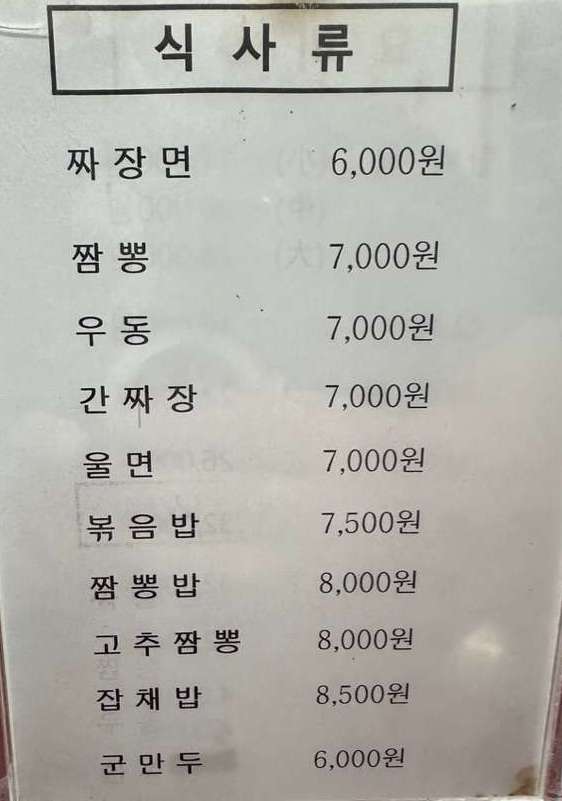 식사류
짜장면 6,000원
짬뽕 7,000원
우동 7,000원
간짜장 7,000원
울면 7,000원
볶음밥 7,500원
짬뽕밥 8,000원
고추짬뽕 8,000원
잡채밥 8,500원
군만두 6,000원